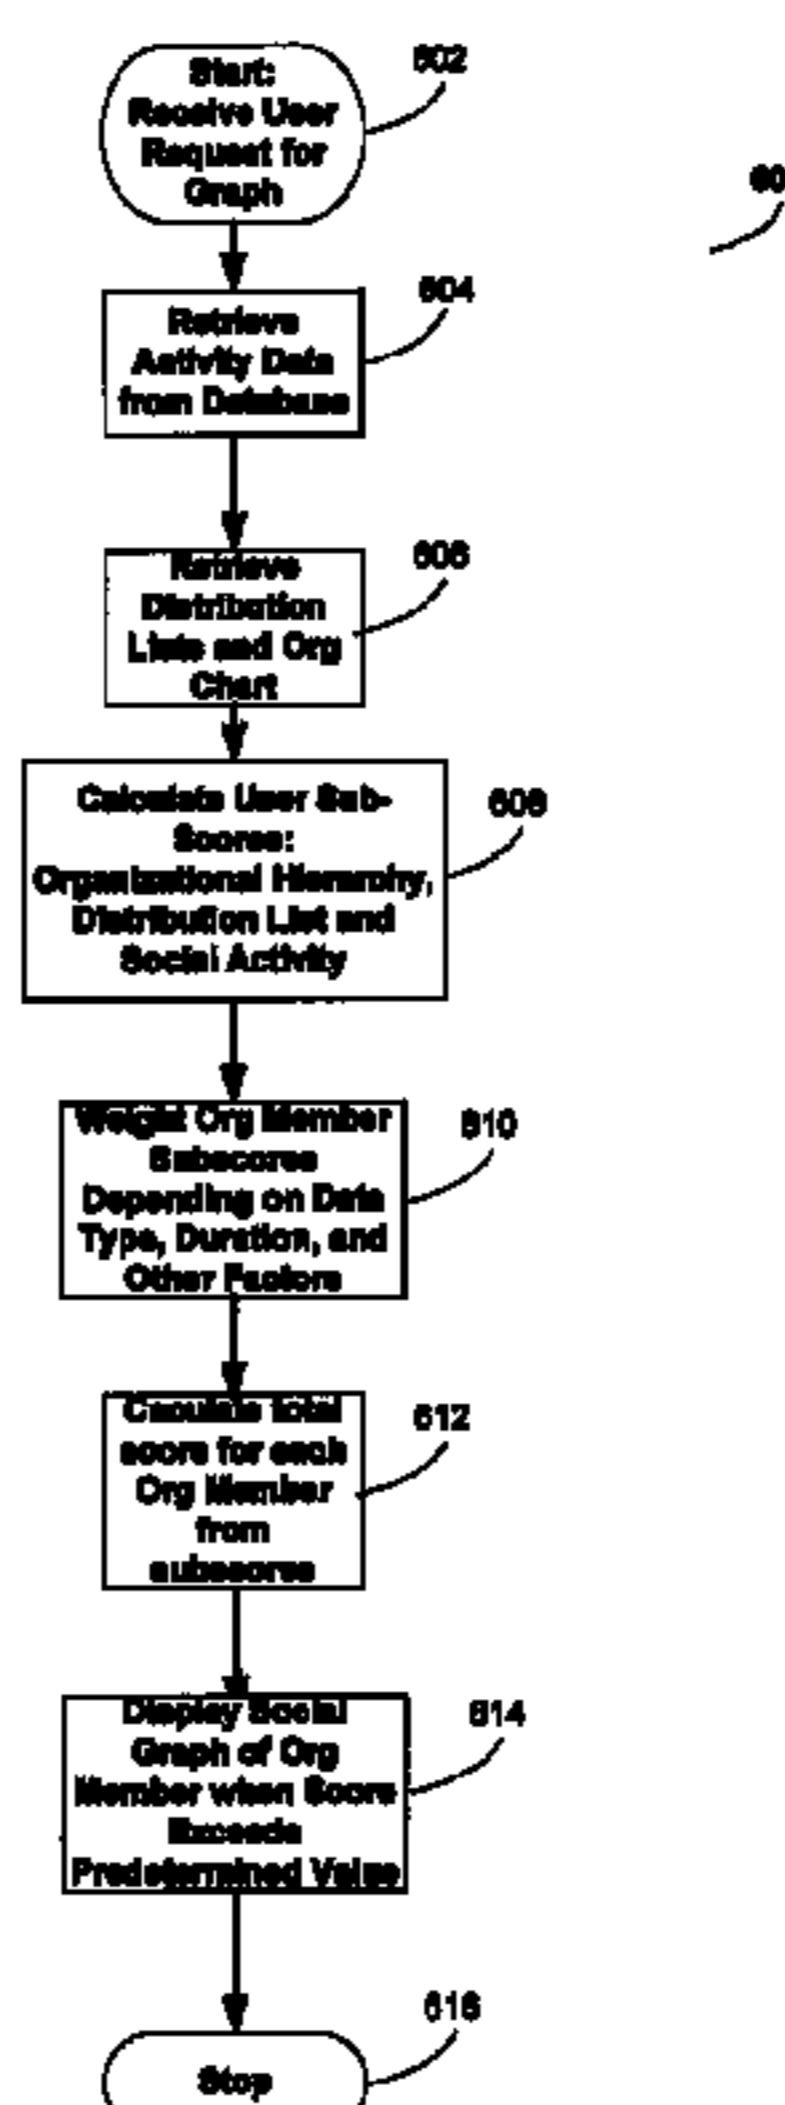 Start:
Receive User
Request for
Graph
602
60
Retrieve
Activity Data
from Database
604
Retrieve
Distribution
Lists and Org
Chart
606
Calculate User Sub-
Scores:
Organizational Hierarchy,
Distribution List and
Social Activity
608
Weight Org Member
Subscores
Depending on Data
Type, Duration, and
Other Factors
610
score for each
Org Member
from
subscores
612
Display Social
Graph of Org
Member when Score
Exceeds
Predetermined Value
614
Stop
616